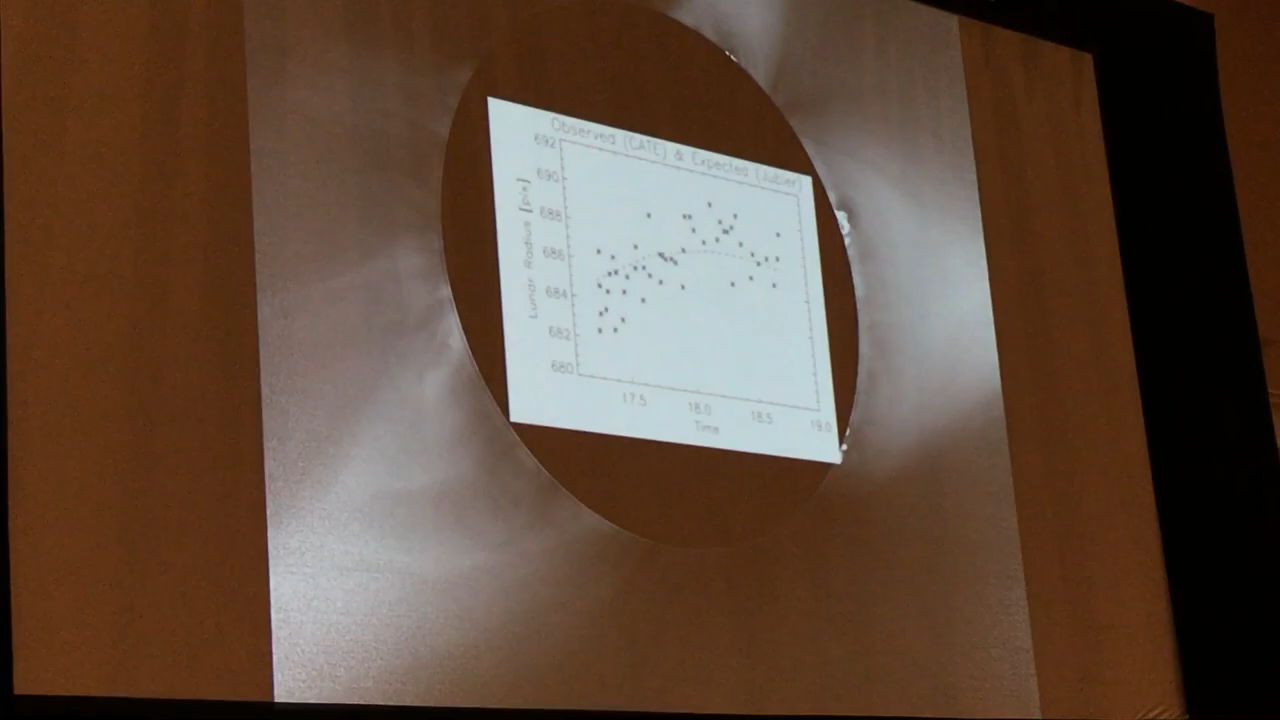 Observed (CATE) & Expected (Jubier)
692
690
688
686
684
682
680
Lunar Radius [pix]
17.5 18.0 18.5 19.0
Time